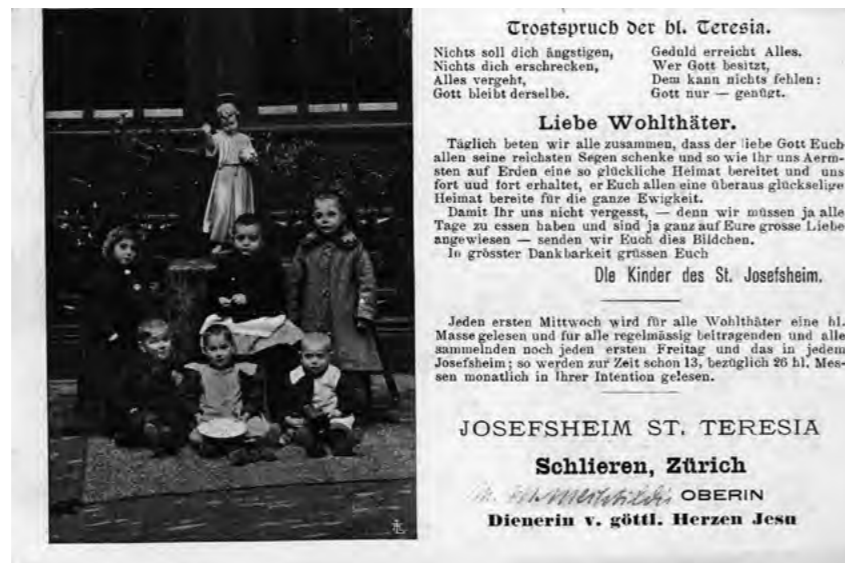 Trostspruch der hl. Teresia.
Nichts soll dich ängstigen,
Nichts dich erschrecken,
Alles vergeht,
Gott bleibt derselbe.
Geduld erreicht Alles.
Wer Gott besitzt,
Dem kann nichts fehlen:
Gott nur — genügt.
Liebe Wohlthäter.
Täglich beten wir alle zusammen, dass der liebe Gott Euch
allen seine reichsten Segen schenke und so wie Ihr uns Aerm-
sten auf Erden eine so glückliche Heimat bereitet und uns
fort uud fort erhaltet, er Euch allen eine überaus glückselige
Heimat bereite für die ganze Ewigkeit.
Damit Ihr uns nicht vergesst, — denn wir müssen ja alle
Tage zu essen haben und sind ja ganz auf Eure grosse Liebe
angewiesen — senden wir Euch dies Bildchen.
In grösster Dankbarkeit grüssen Euch
Die Kinder des St. Josefsheim.
Jeden ersten Mittwoch wird für alle Wohlthäter eine hl.
Masse gelesen und fur alle regelmässig beitragenden und alle
sammelnden noch jeden ersten Freitag und das in jedem
Josefsheim; so werden zur Zeit schon 13, bezüglich 26 hl. Mes-
sen monatlich in Ihrer Intention gelesen.
JOSEFSHEIM ST. TERESIA
Schlieren, Zürich
OBERIN
Dienerin v. göttl. Herzen Jesu